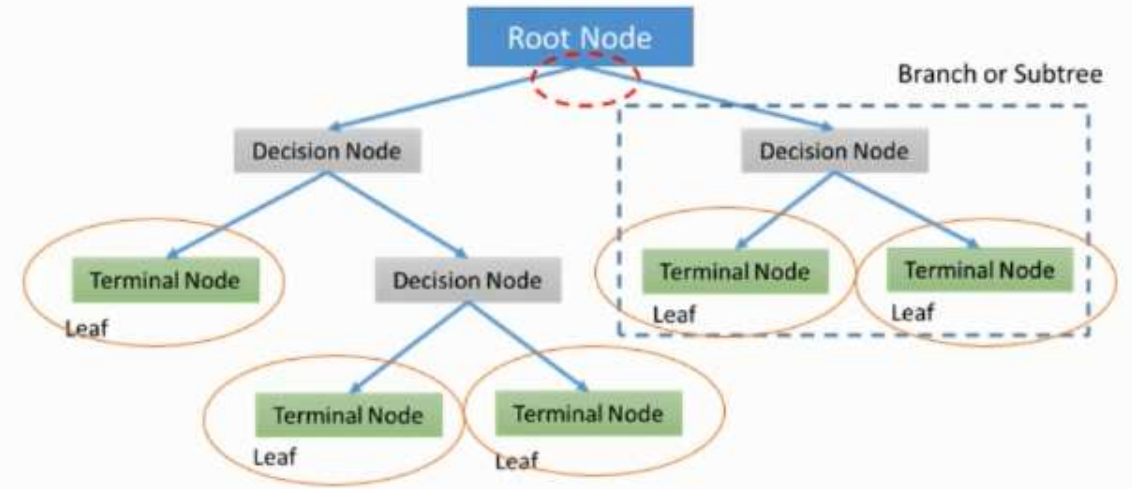 Root Node
Branch or Subtree
Decision Node
Decision Node
Terminal Node
Leaf
Decision Node
Terminal Node
Leaf
Terminal Node
Leaf
Terminal Node
Leaf
Terminal Node
Leaf